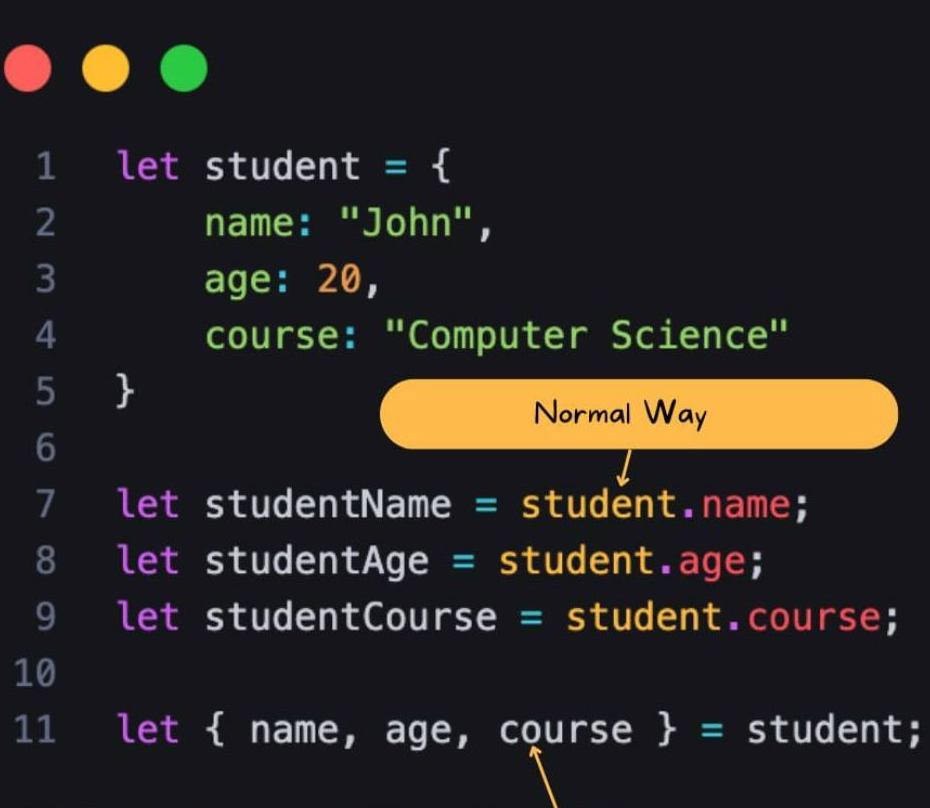 1 let student = {
2 name: "John",
3 age: 20,
4 course: "Computer Science"
5 }
Normal Way
6
7 let studentName = student.name;
8 let studentAge = student.age;
9 let studentCourse = student.course;
10
11 let { name, age, course } = student;